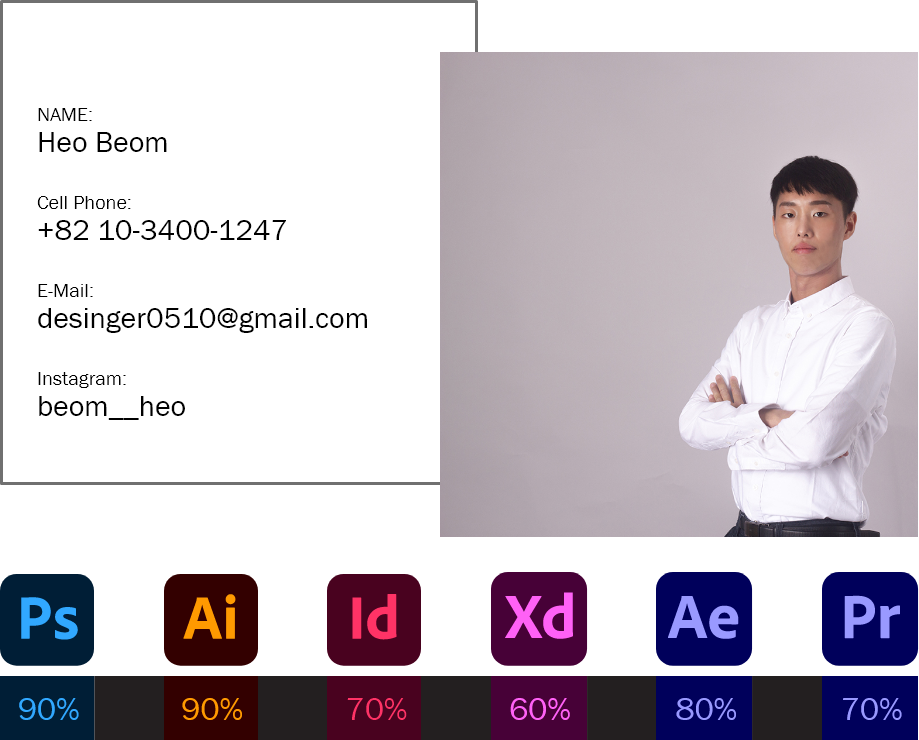 NAME:
Heo Beom
Cell Phone:
+82 10-3400-1247
E-Mail:
desinger0510@gmail.com
Instagram:
beom__heo
Ps Ai Id Xd Ae Pr
90% 90% 70% 60% 80% 70%